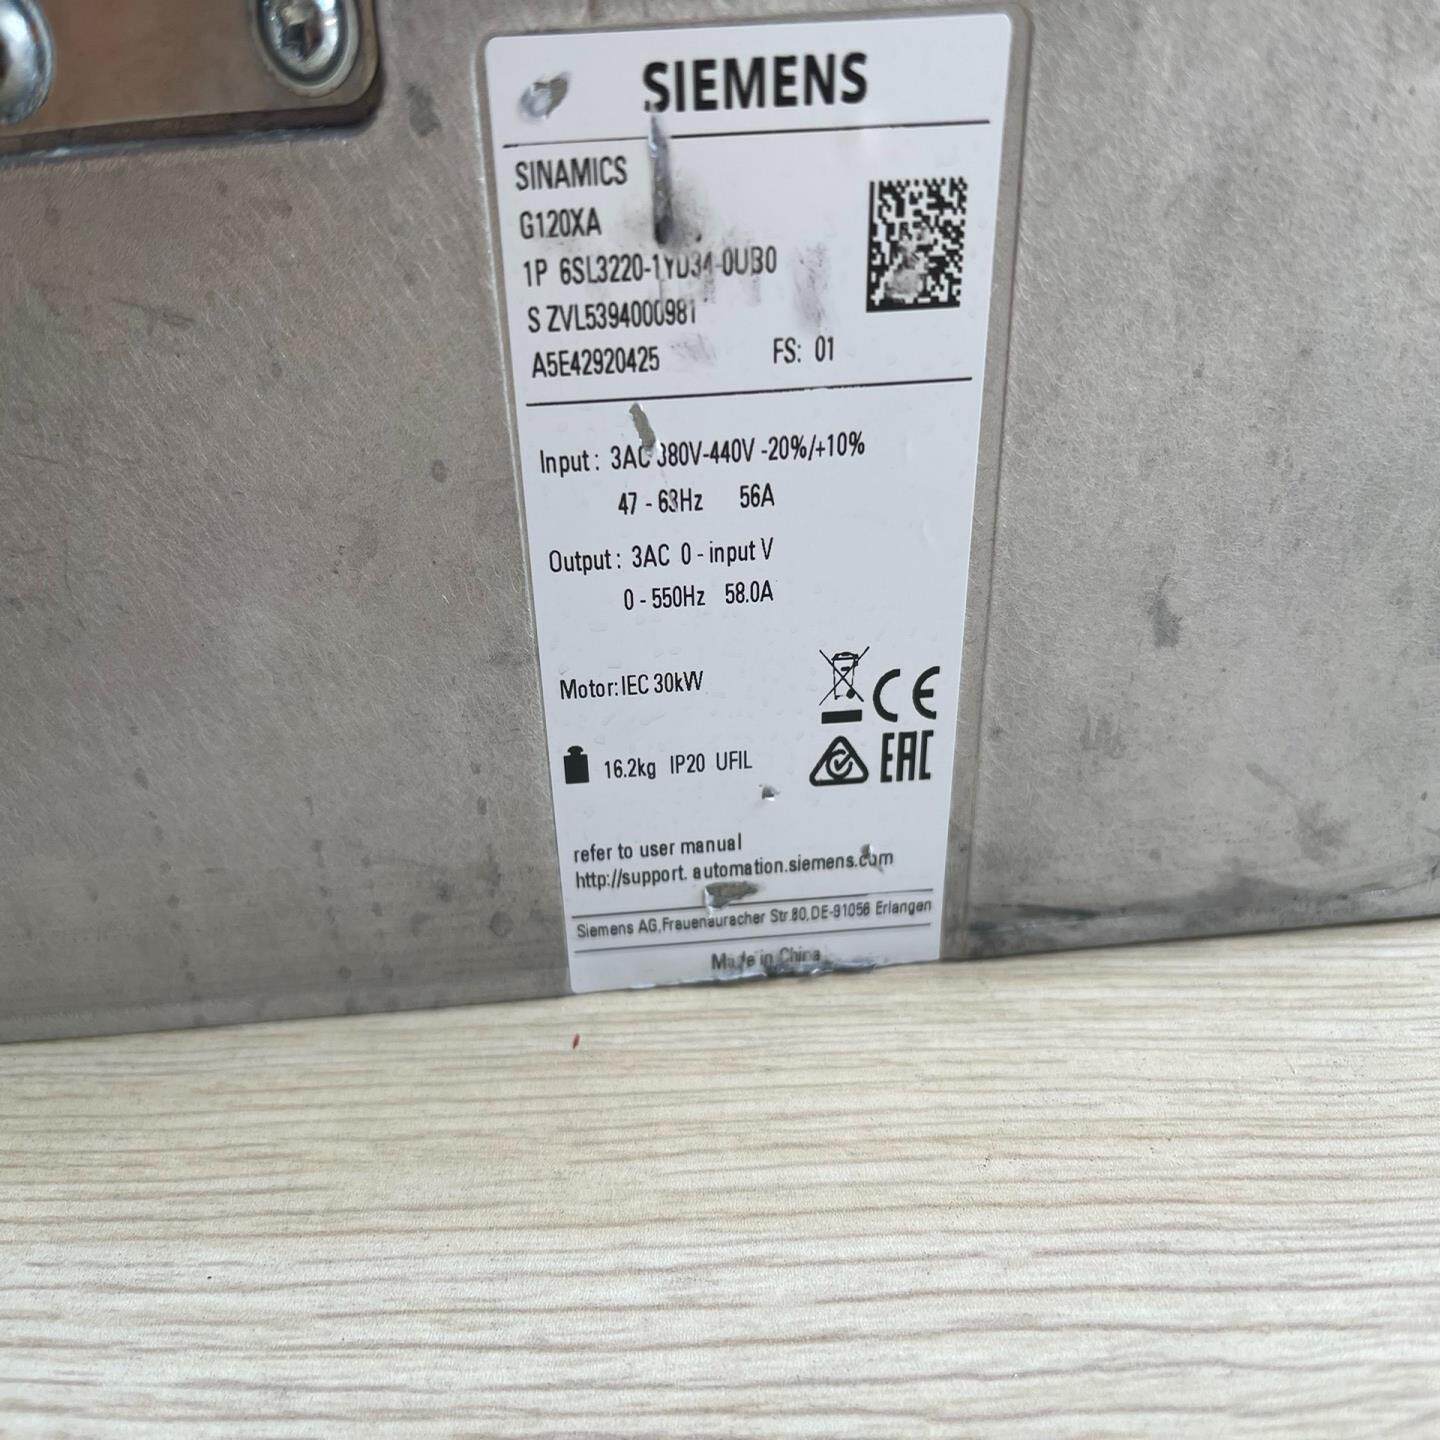 SIEMENS
SINAMICS
G120XA
1P 6SL3220-1YD34-0UB0
S ZVL5394000981
A5E42920425 FS: 01
Input: 3AC 380V-440V -20%/+10%
47 - 63Hz 56A
Output: 3AC 0 - input V
0 - 550Hz 58.0A
Motor: IEC 30kW
CE
16.2kg IP20 UFIL
EAC
refer to user manual
http://support. automation.siemens.com
Siemens AG,Frauenauracher Str.80,DE-91056 Erlangen
Made in China